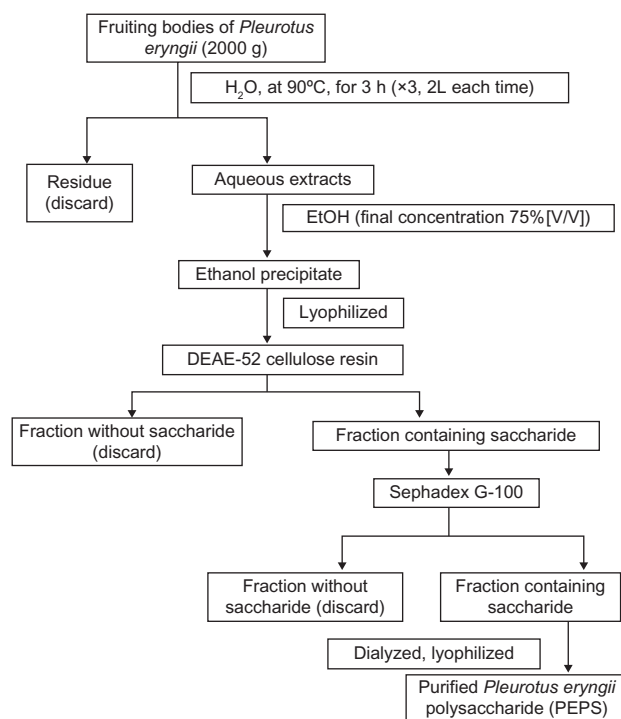 Fruiting bodies of Pleurotus
eryngii (2000 g)
H₂O, at 90ºC, for 3 h (×3, 2L each time)
Residue
(discard)
Aqueous extracts
EtOH (final concentration 75%[V/V])
Ethanol precipitate
Lyophilized
DEAE-52 cellulose resin
Fraction without saccharide
(discard)
Fraction containing saccharide
Sephadex G-100
Fraction without
saccharide (discard)
Fraction containing
saccharide
Dialyzed, lyophilized
Purified Pleurotus eryngii
polysaccharide (PEPS)